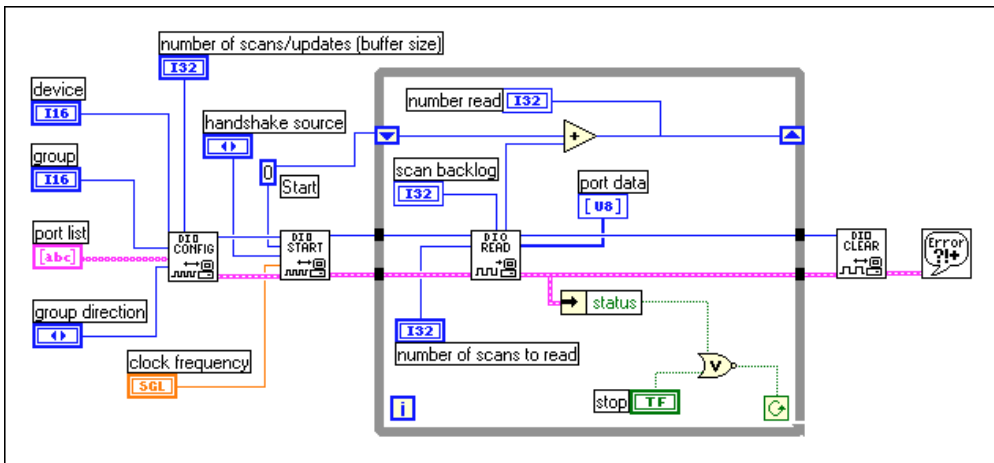 number of scans/updates (buffer size)
I32
device
I16
handshake source
group
I16
0
Start
port list
[abc]
DIO
CONFIG
DIO
START
group direction
clock frequency
SGL
number read
I32
scan backlog
I32
port data
[U8]
DIO
READ
I32
number of scans to read
status
V
stop
TF
i
DIO
CLEAR
Error
?!+